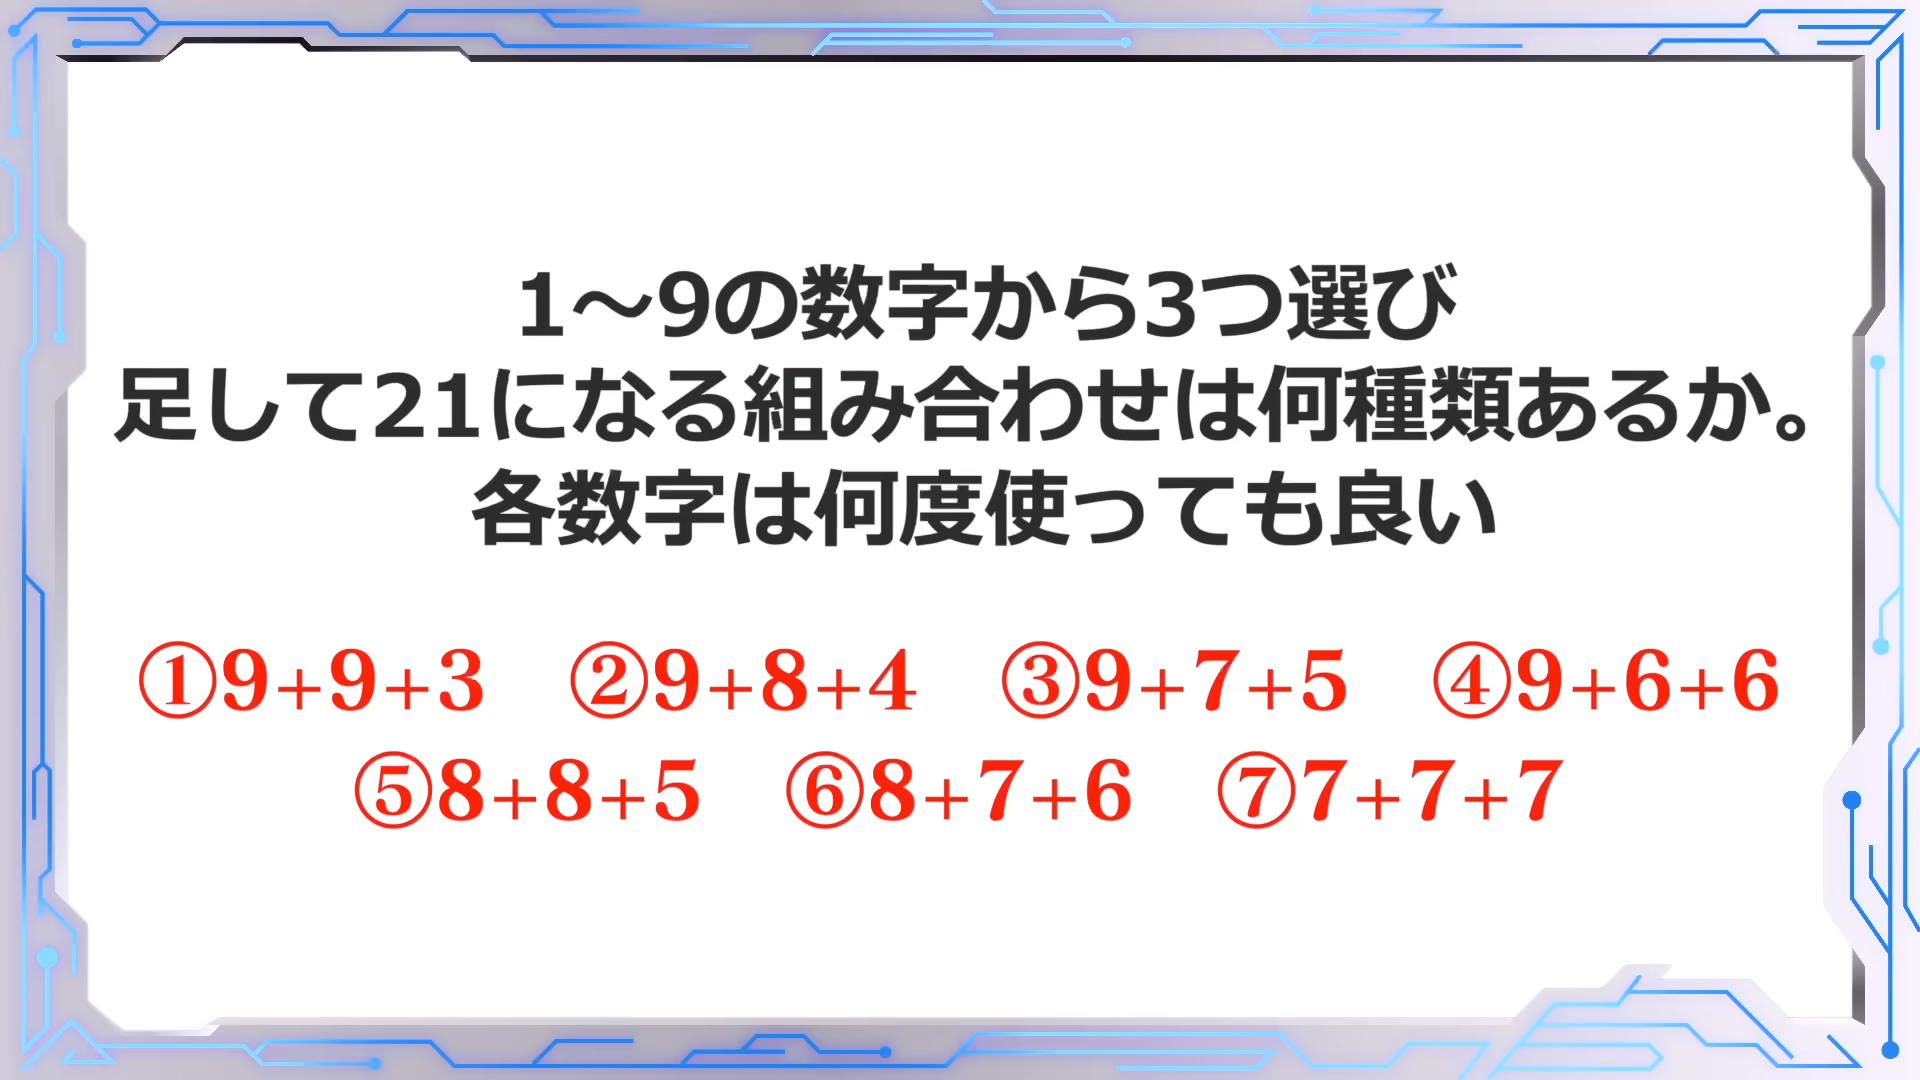 1～9の数字から3つ選び
足して21になる組み合わせは何種類あるか。
各数字は何度使っても良い
①9+9+3　②9+8+4　③9+7+5　④9+6+6
⑤8+8+5　⑥8+7+6　⑦7+7+7